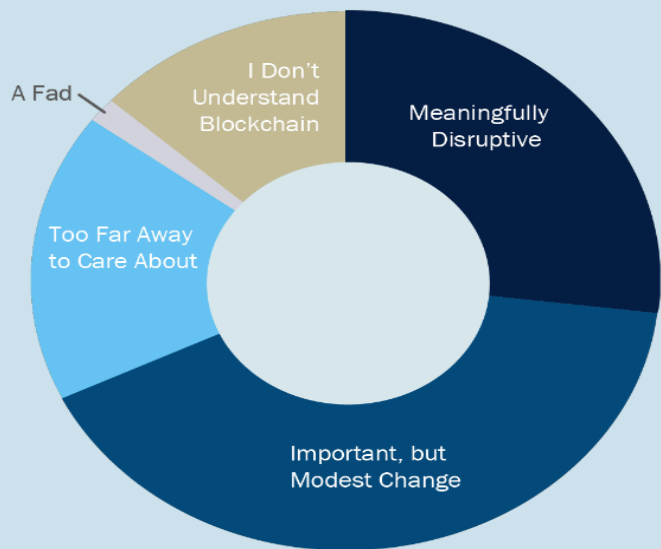 I Don't
Understand
Blockchain
A Fad
Meaningfully
Disruptive
Too Far Away
to Care About
Important, but
Modest Change